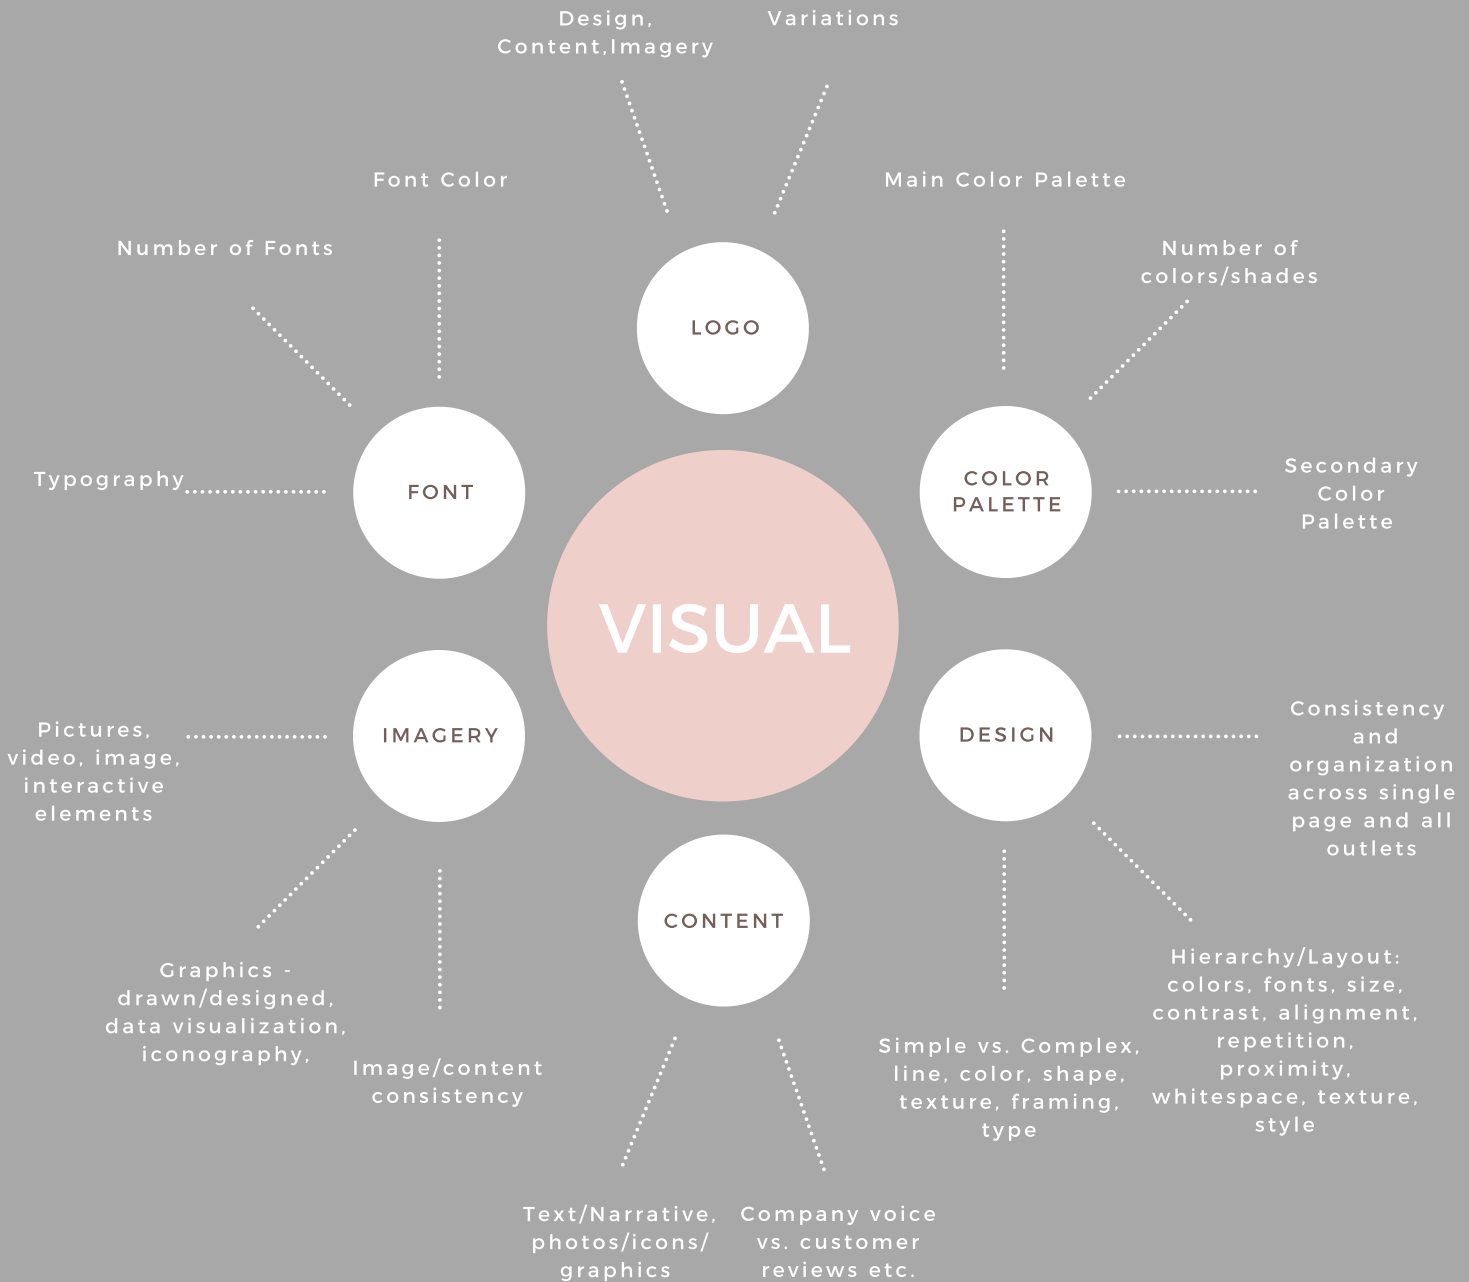 Design,
Content,Imagery
Variations
Font Color
Main Color Palette
Number of Fonts
Number of
colors/shades
LOGO
Typography
FONT
COLOR
PALETTE
Secondary
Color
Palette
VISUAL
Pictures,
video, image,
interactive
elements
IMAGERY
DESIGN
Consistency
and
organization
across single
page and all
outlets
CONTENT
Graphics -
drawn/designed,
data visualization,
iconography,
Image/content
consistency
Simple vs. Complex,
line, color, shape,
texture, framing,
type
Hierarchy/Layout:
colors, fonts, size,
contrast, alignment,
repetition,
proximity,
whitespace, texture,
style
Text/Narrative,
photos/icons/
graphics
Company voice
vs. customer
reviews etc.